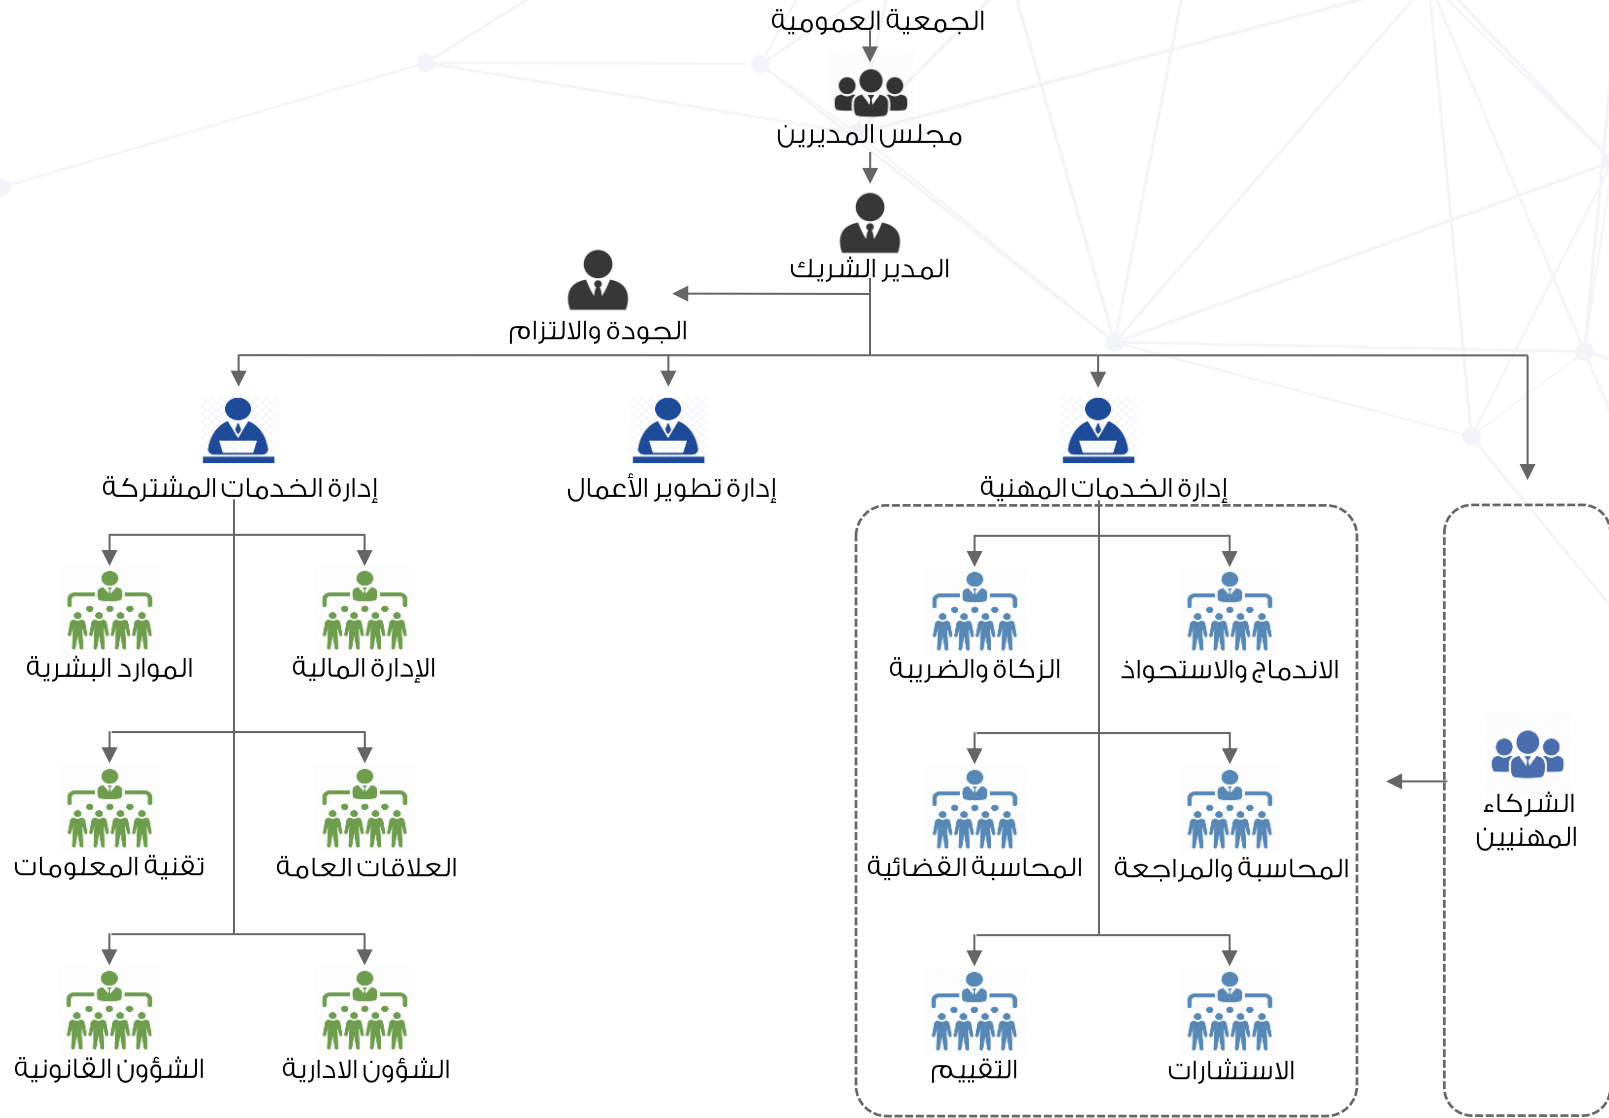 الجمعية العمومية
مجلس المديرين
المدير الشريك
الجودة والالتزام
إدارة الخدمات المهنية
إدارة تطوير الأعمال
إدارة الخدمات المشتركة
الاندماج والاستحواذ
الزكاة والضريبة
الإدارة المالية
الموارد البشرية
الشركاء
المهنيين
المحاسبة والمراجعة
المحاسبة القضائية
العلاقات العامة
تقنية المعلومات
الاستشارات
التقييم
الشؤون الادارية
الشؤون القانونية